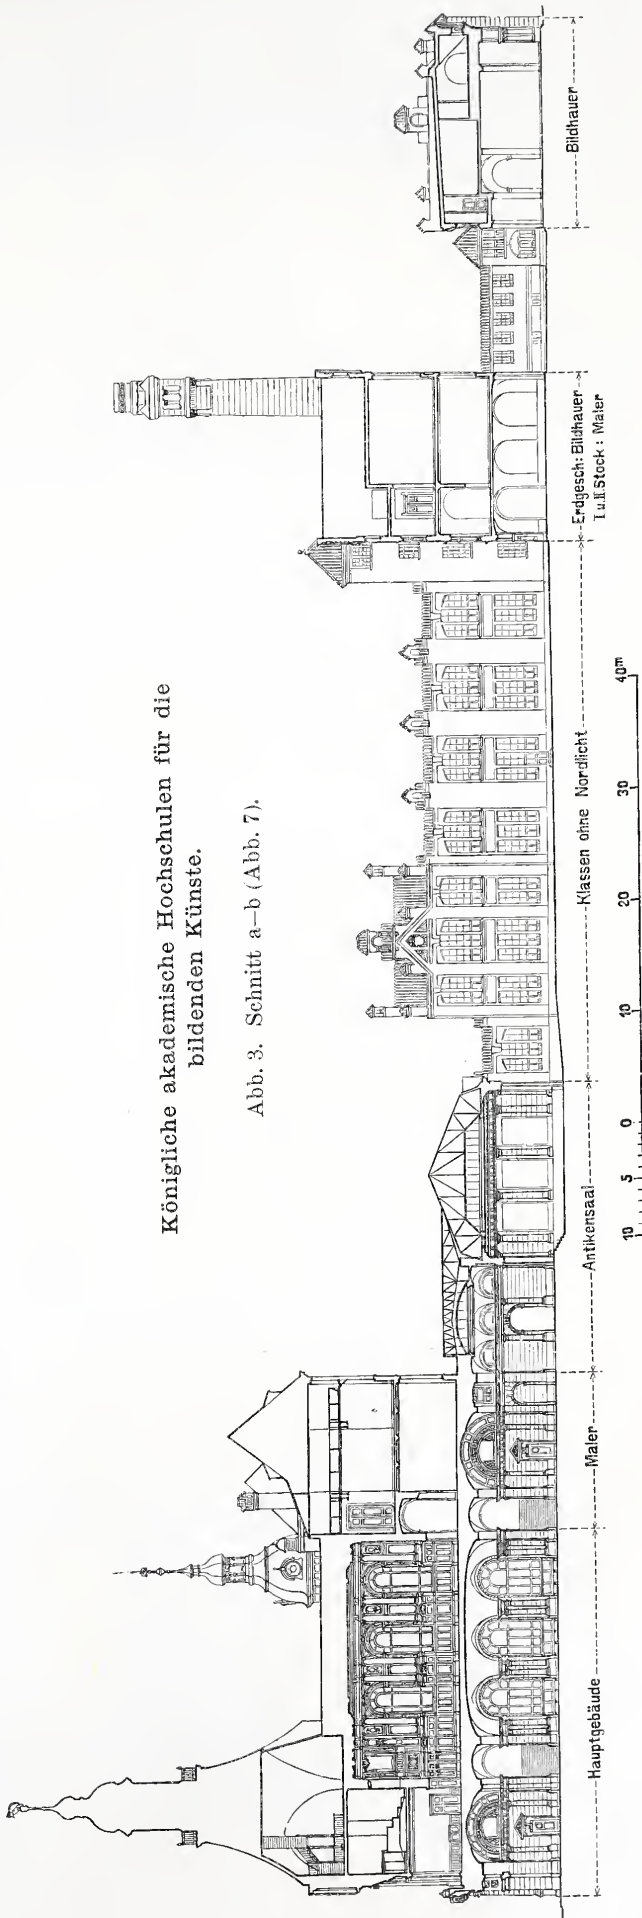 Königliche akademische Hochschulen für die
bildenden Künste.
Abb. 3. Schnitt a–b (Abb. 7).
Hauptgebäude
Maler
Antikensaal
Klassen ohne Nordlicht
Erdgesch: Bildhauer
I u. II Stock: Maler
Bildhauer
10 5 0 10 20 30 40m